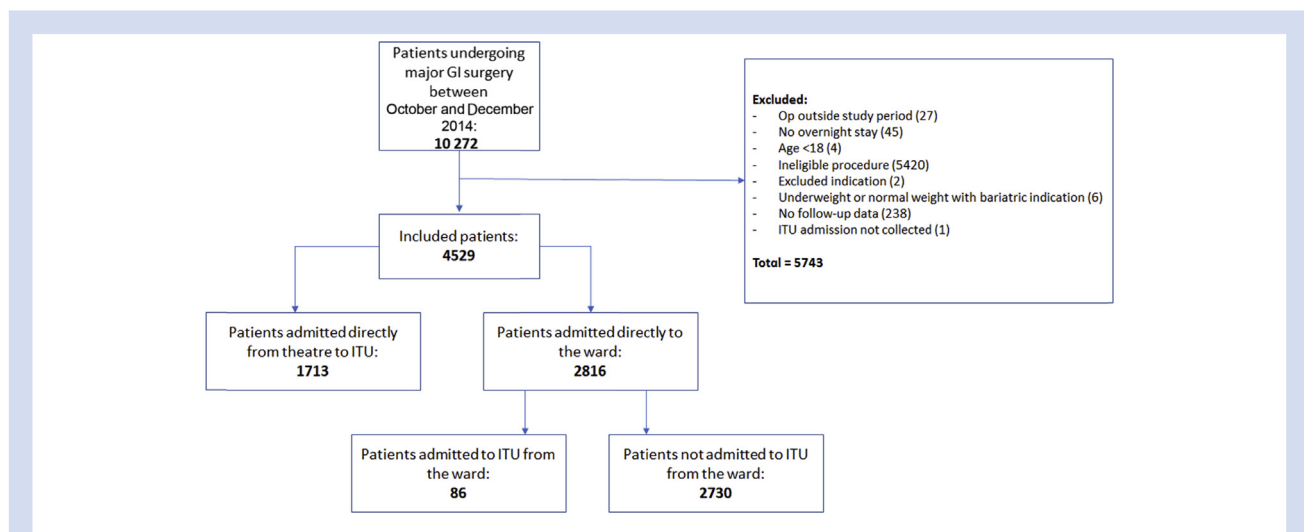 Patients undergoing
major GI surgery
between
October and December
2014:
10 272
Excluded:
- Op outside study period (27)
- No overnight stay (45)
- Age <18 (4)
- Ineligible procedure (5420)
- Excluded indication (2)
- Underweight or normal weight with bariatric indication (6)
- No follow-up data (238)
- ITU admission not collected (1)
Total = 5743
Included patients:
4529
Patients admitted directly
from theatre to ITU:
1713
Patients admitted directly to
the ward:
2816
Patients admitted to ITU from
the ward:
86
Patients not admitted to ITU
from the ward:
2730